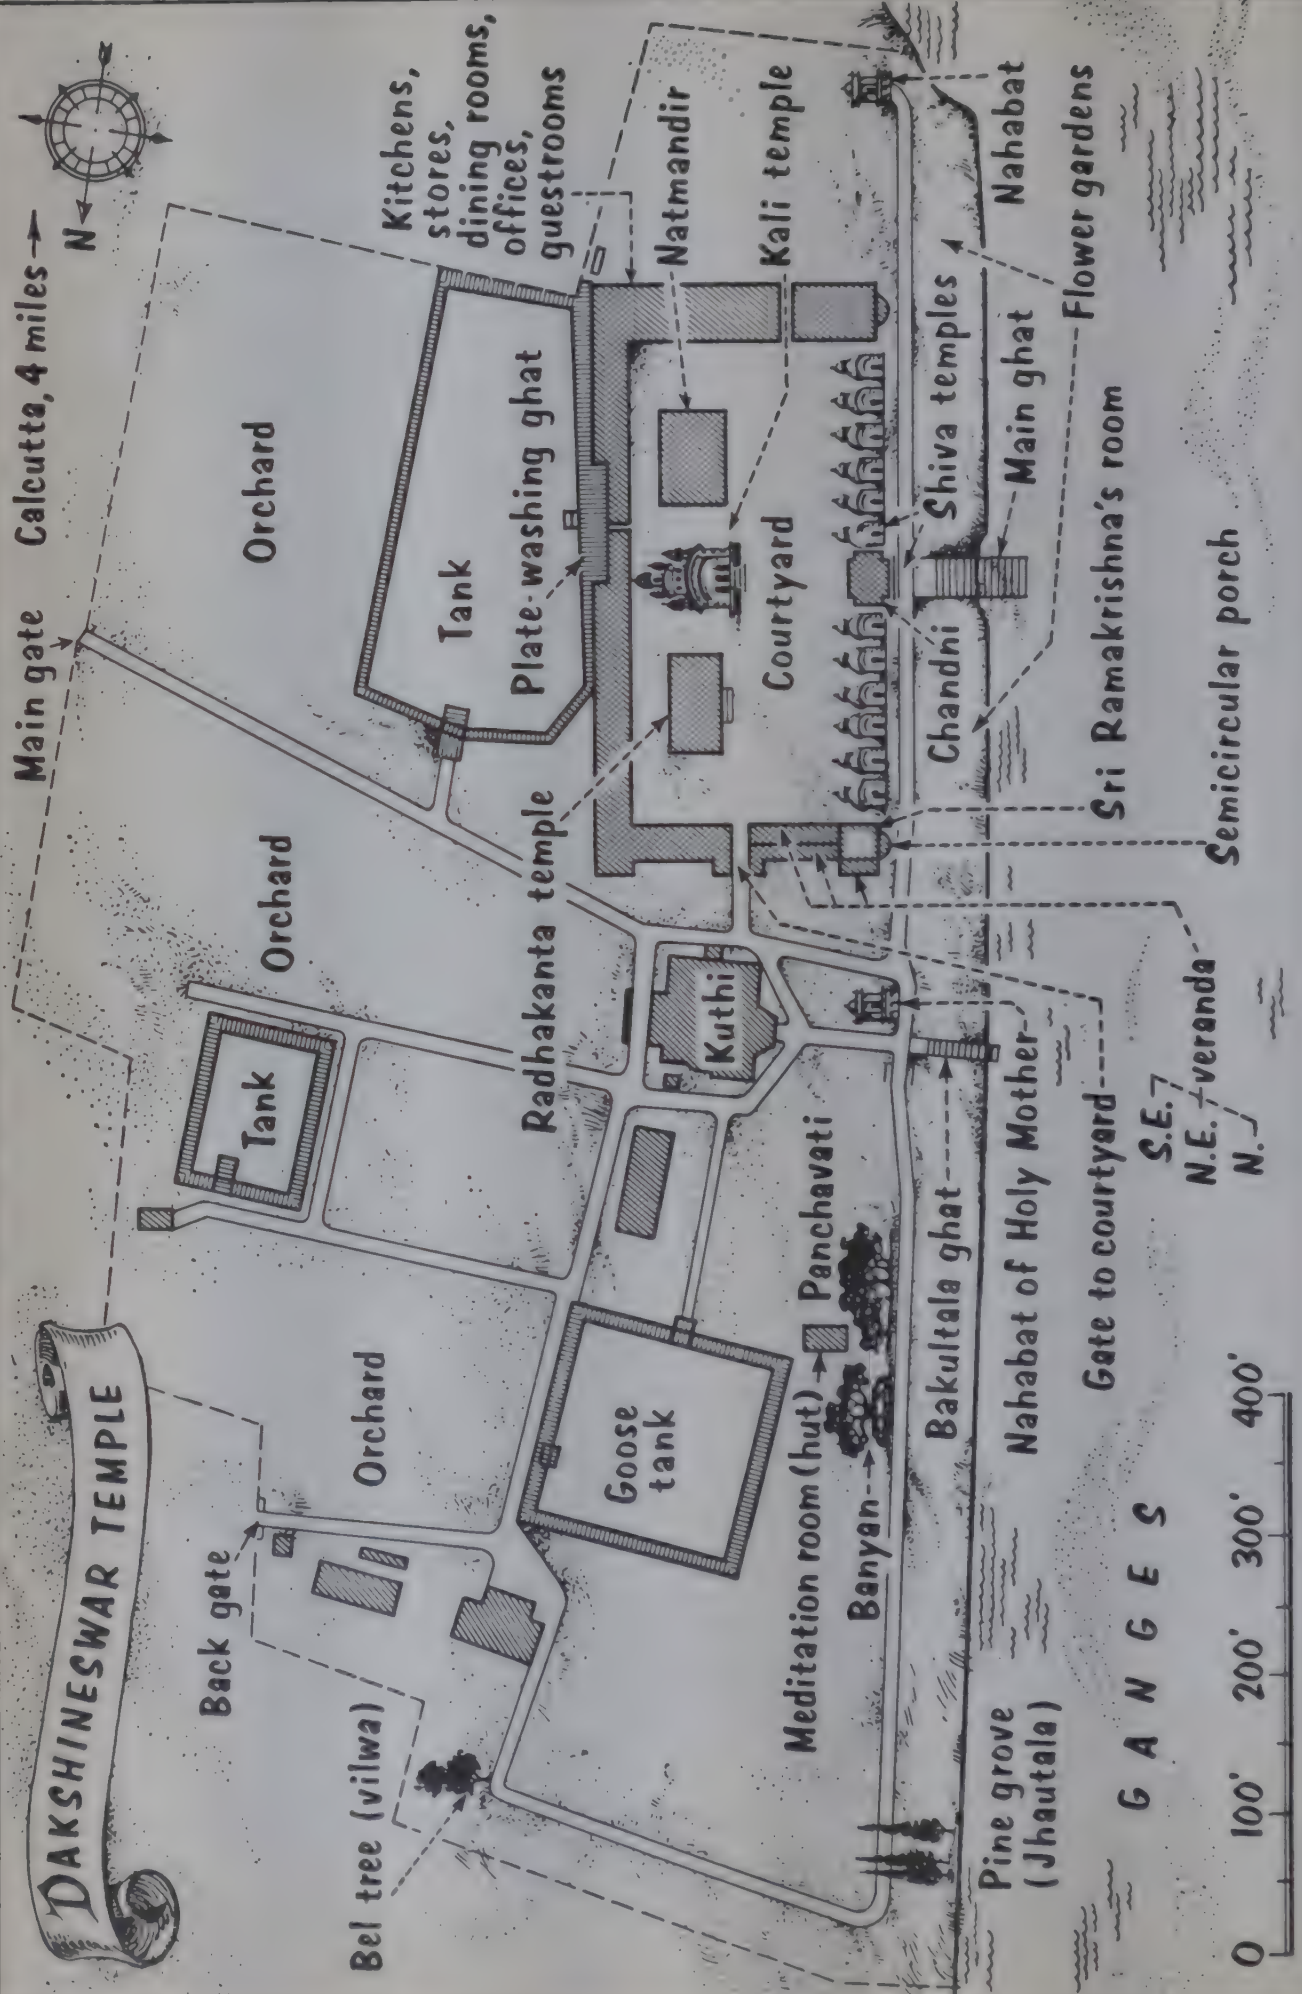 DAKSHINESWAR TEMPLE
Main gate
Calcutta, 4 miles
N
Back gate
Bel tree (vilwa)
Orchard
Orchard
Orchard
Tank
Tank
Goose
tank
Kitchens,
stores,
dining rooms,
offices,
guestrooms
Plate-washing ghat
Radhakanta temple
Natmandir
Kali temple
Courtyard
Kuthi
Meditation room (hut)
Panchavati
Banyan
Shiva temples
Chandni
Main ghat
Nahabat
Flower gardens
Sri Ramakrishna's room
Semicircular porch
Bakultala ghat
Nahabat of Holy Mother
Gate to courtyard
S.E.
N.E. veranda
N.
Pine grove
(Jhautala)
GANGES
0 100' 200' 300' 400'